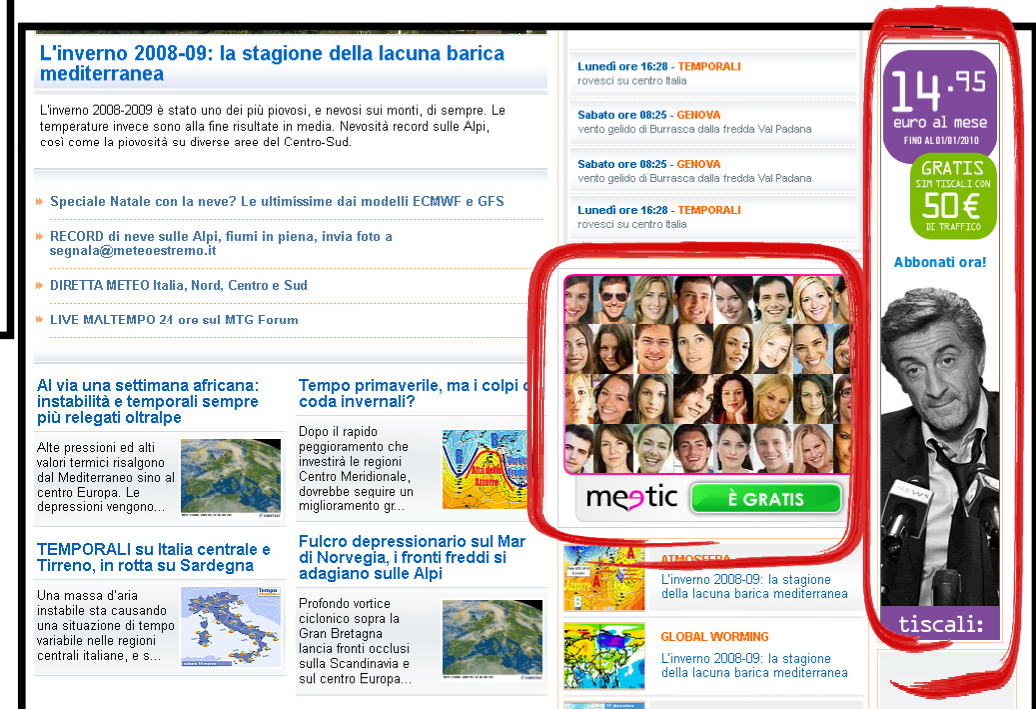 L'inverno 2008-09: la stagione della lacuna barica
mediterranea
L'inverno 2008-2009 è stato uno dei più piovosi, e nevosi sui monti, di sempre. Le
temperature invece sono alla fine risultate in media. Nevosità record sulle Alpi,
così come la piovosità su diverse aree del Centro-Sud.
Speciale Natale con la neve? Le ultimissime dai modelli ECMWF e GFS
RECORD di neve sulle Alpi, fiumi in piena, invia foto a
segnala@meteoestremo.it
DIRETTA METEO Italia, Nord, Centro e Sud
LIVE MALTEMPO 24 ore sul MTG Forum
Al via una settimana africana:
instabilità e temporali sempre
più relegati oltralpe
Alte pressioni ed alti
valori termici risalgono
dal Mediterraneo sino al
centro Europa. Le
depressioni vengono...
TEMPORALI su Italia centrale e
Tirreno, in rotta su Sardegna
Una massa d'aria
instabile sta causando
una situazione di tempo
variabile nelle regioni
centrali italiane, e s...
Tempo primaverile, ma i colpi
coda invernali?
Dopo il rapido
peggioramento che
investirà le regioni
Centro Meridionale,
dovrebbe seguire un
miglioramento gr...
B
B
Alta delle
Azzorre
Fulcro depressionario sul Mar
di Norvegia, i fronti freddi si
adagiano sulle Alpi
Profondo vortice
ciclonico sopra la
Gran Bretagna
lancia fronti occlusi
sulla Scandinavia e
sul centro Europa...
Lunedì ore 16:28 - TEMPORALI
rovesci su centro Italia
Sabato ore 08:25 - GENOVA
vento gelido di Burrasca dalla fredda Val Padana
Sabato ore 08:25 - GENOVA
vento gelido di Burrasca dalla fredda Val Padana
Lunedì ore 16:28 - TEMPORALI
rovesci su centro Italia
meetic È GRATIS
ATMOSFERA
L'inverno 2008-09: la stagione
della lacuna barica mediterranea
GLOBAL WORMING
L'inverno 2008-09: la stagione
della lacuna barica mediterranea
14.95
euro al mese
FINO AL 01/01/2010
GRATIS
SIM TISCALI CON
50€
DI TRAFFICO
Abbonati ora!
NEWS
tiscali: